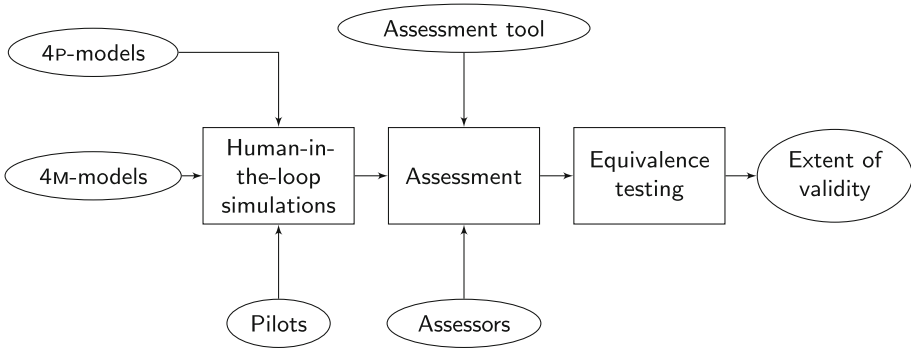 Assessment tool
4P-models
Human-in-
the-loop
simulations
4M-models
Assessment
Equivalence
testing
Extent of
validity
Pilots
Assessors